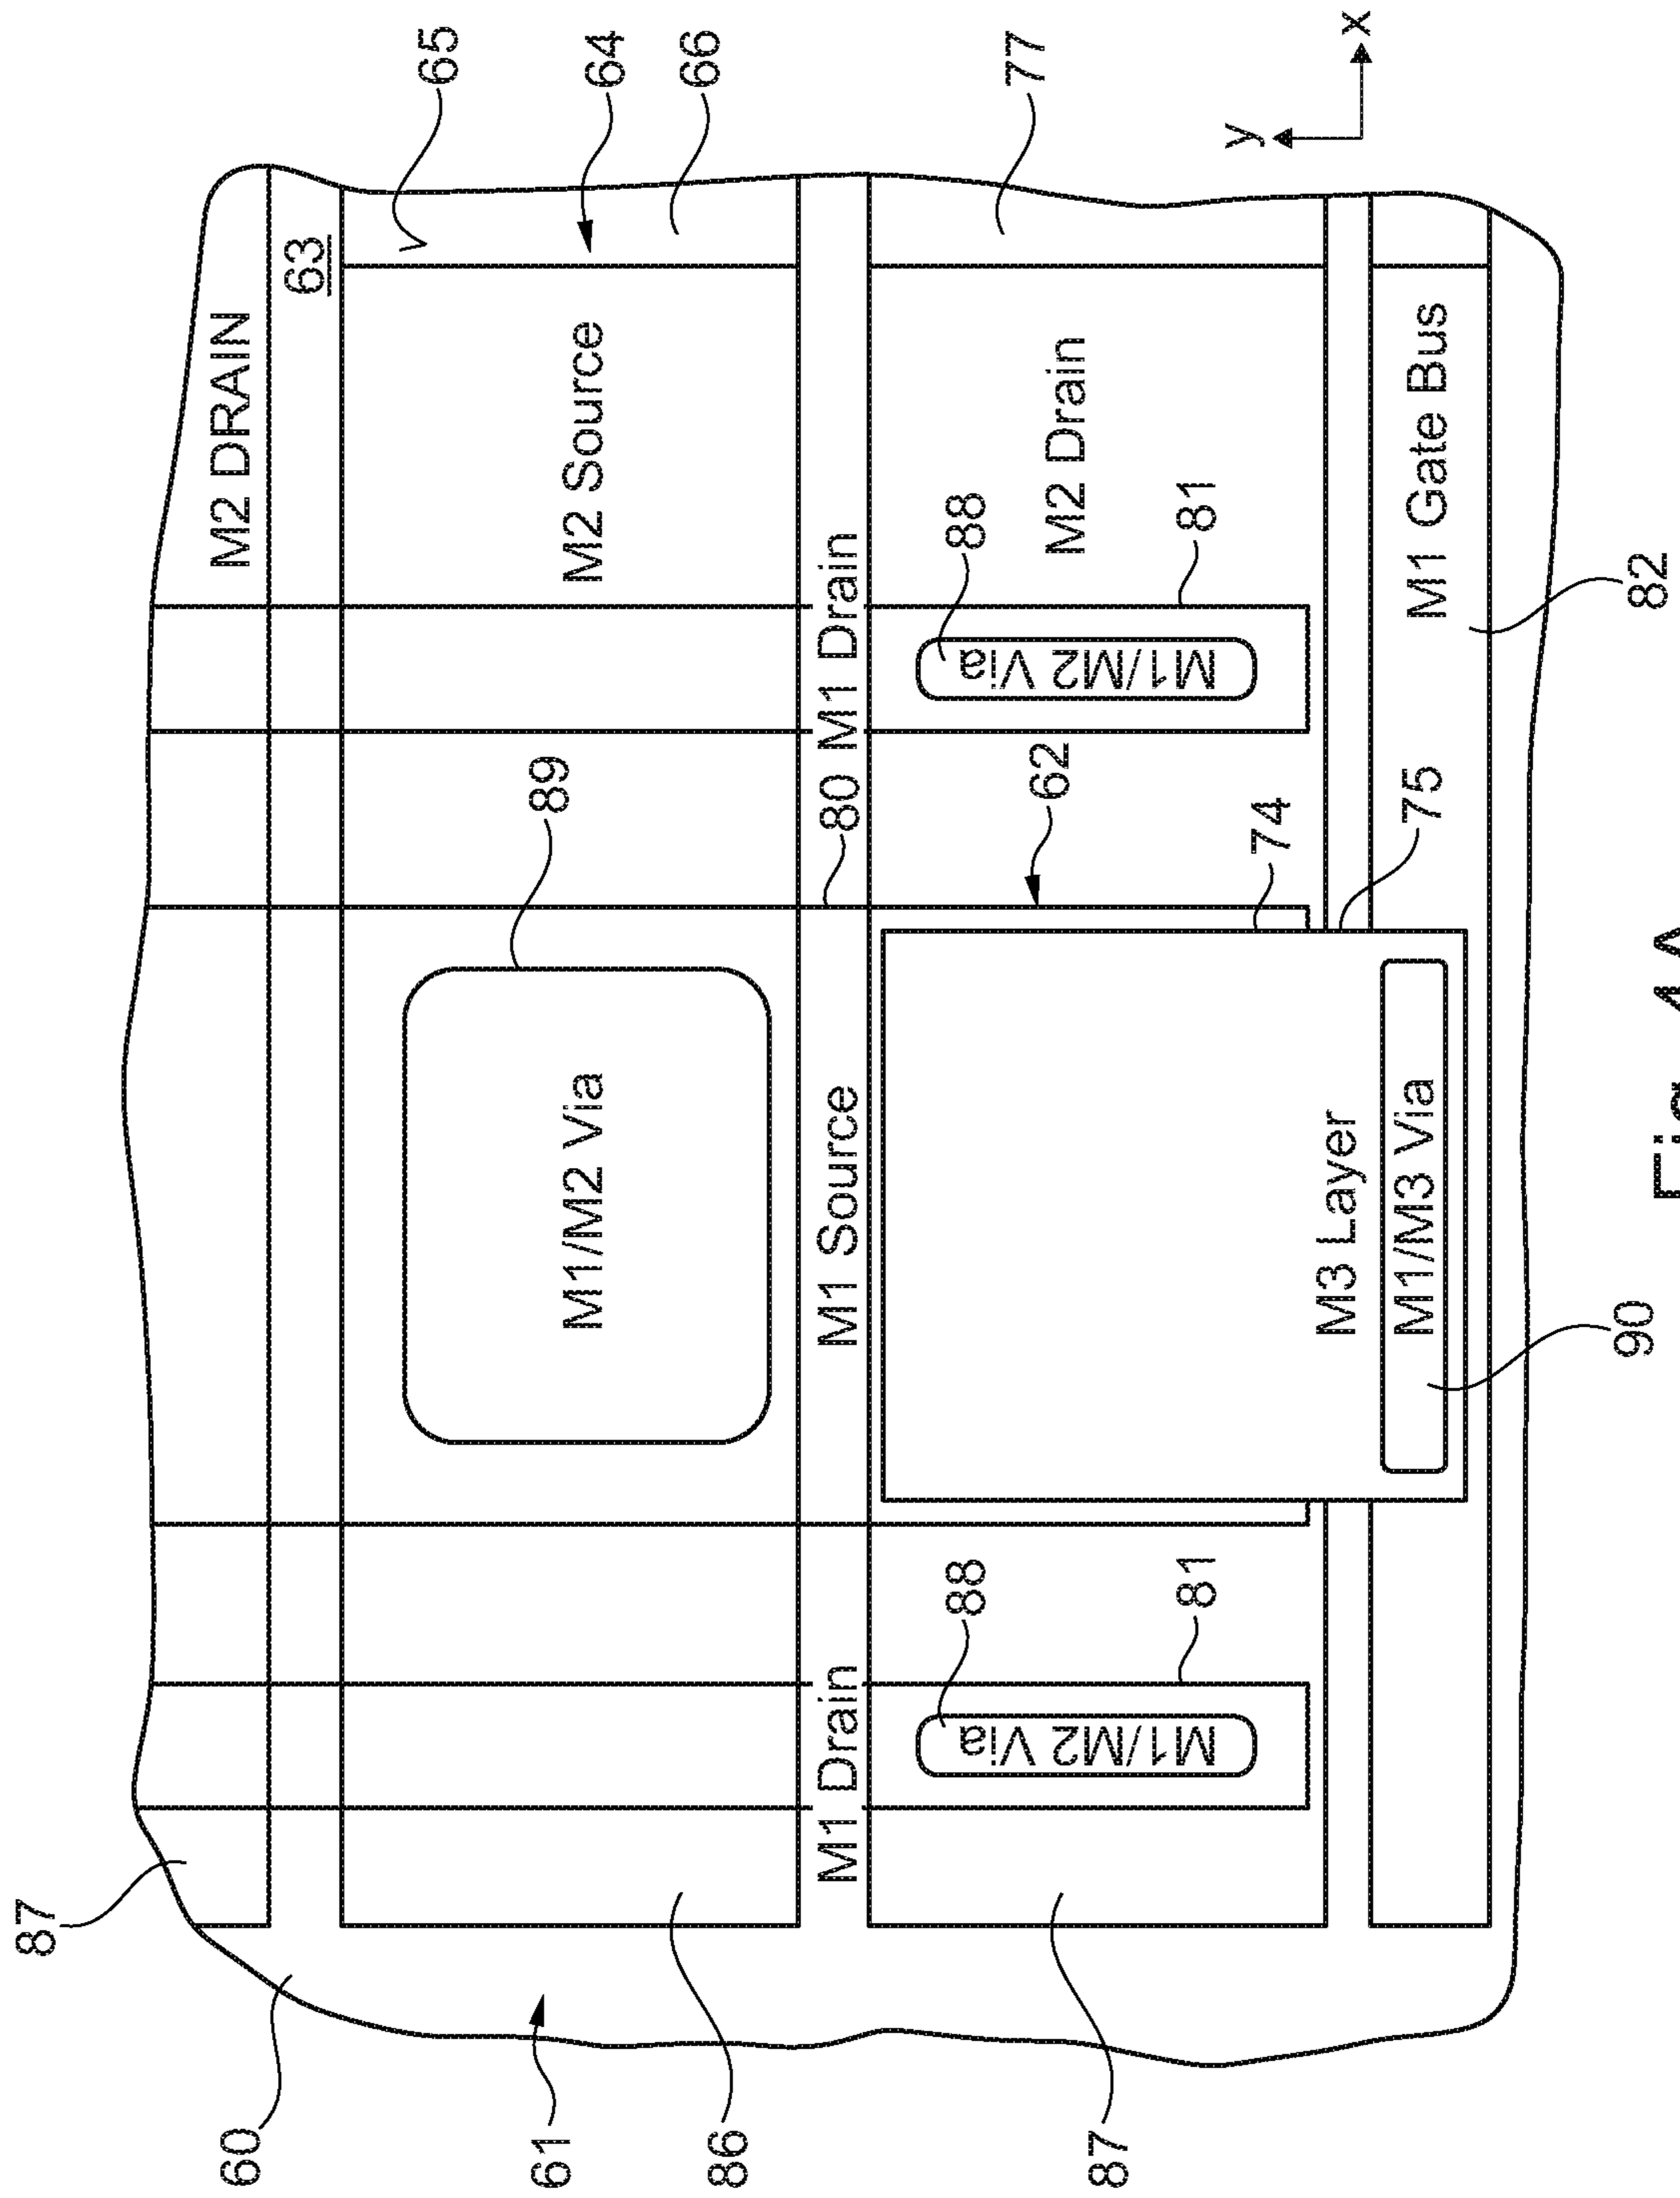 87
M2 DRAIN
60
63
65
89
61
M1/M2 Via
M2 Source
64
66
86
M1 Drain
M1 Source
80
M1 Drain
88
M1/M2 Via
88
M1/M2 Via
62
M2 Drain
77
87
81
81
74
y
M3 Layer
x
M1/M3 Via
75
M1 Gate Bus
90
82
Fig. 4A